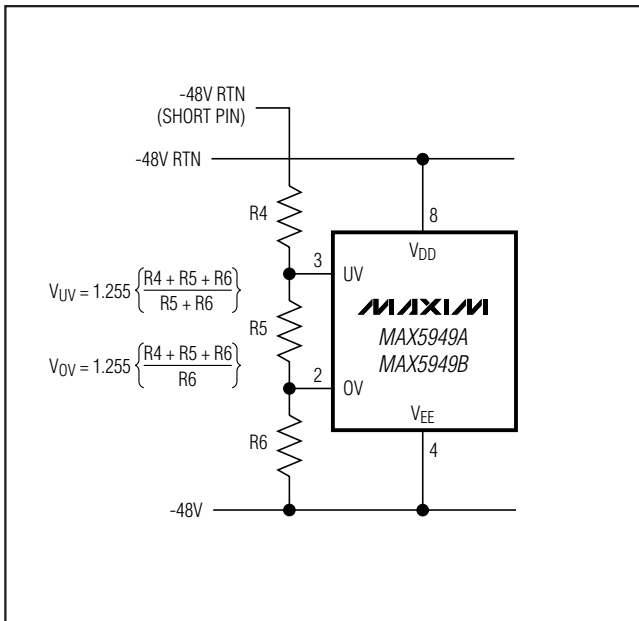 -48V RTN
(SHORT PIN)
-48V RTN
R4
8
VDD
3
UV
VUV = 1.255 {R4 + R5 + R6 / R5 + R6}
MAXIM
R5
MAX5949A
MAX5949B
VOV = 1.255 {R4 + R5 + R6 / R6}
2
OV
VEE
R6
4
-48V